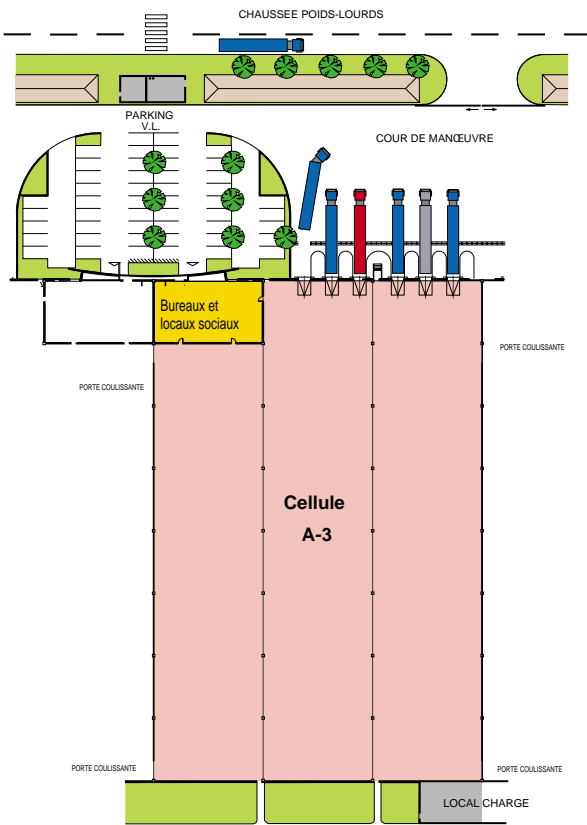 CHAUSSEE POIDS-LOURDS
PARKING
V.L.
COUR DE MANŒUVRE
Bureaux et
locaux sociaux
PORTE COULISSANTE
PORTE COULISSANTE
Cellule
A-3
PORTE COULISSANTE
PORTE COULISSANTE
LOCAL CHARGE